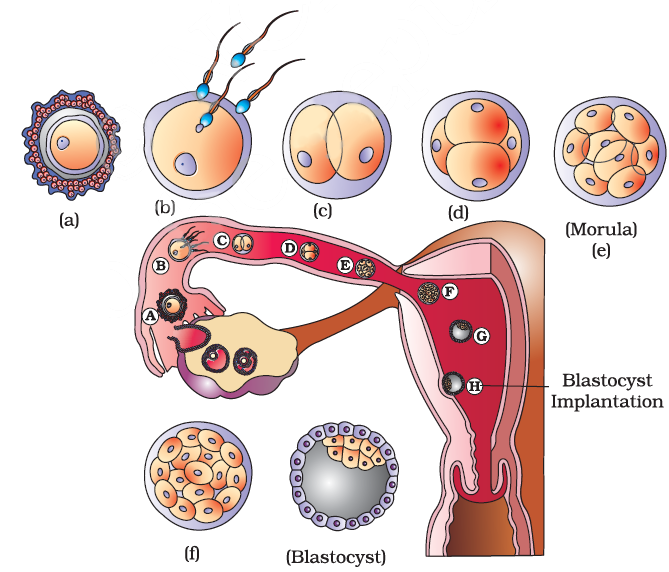 (a)
(b)
(c)
(d)
(Morula)
(e)
A
B
C
D
E
F
G
H
Blastocyst
Implantation
(f)
(Blastocyst)